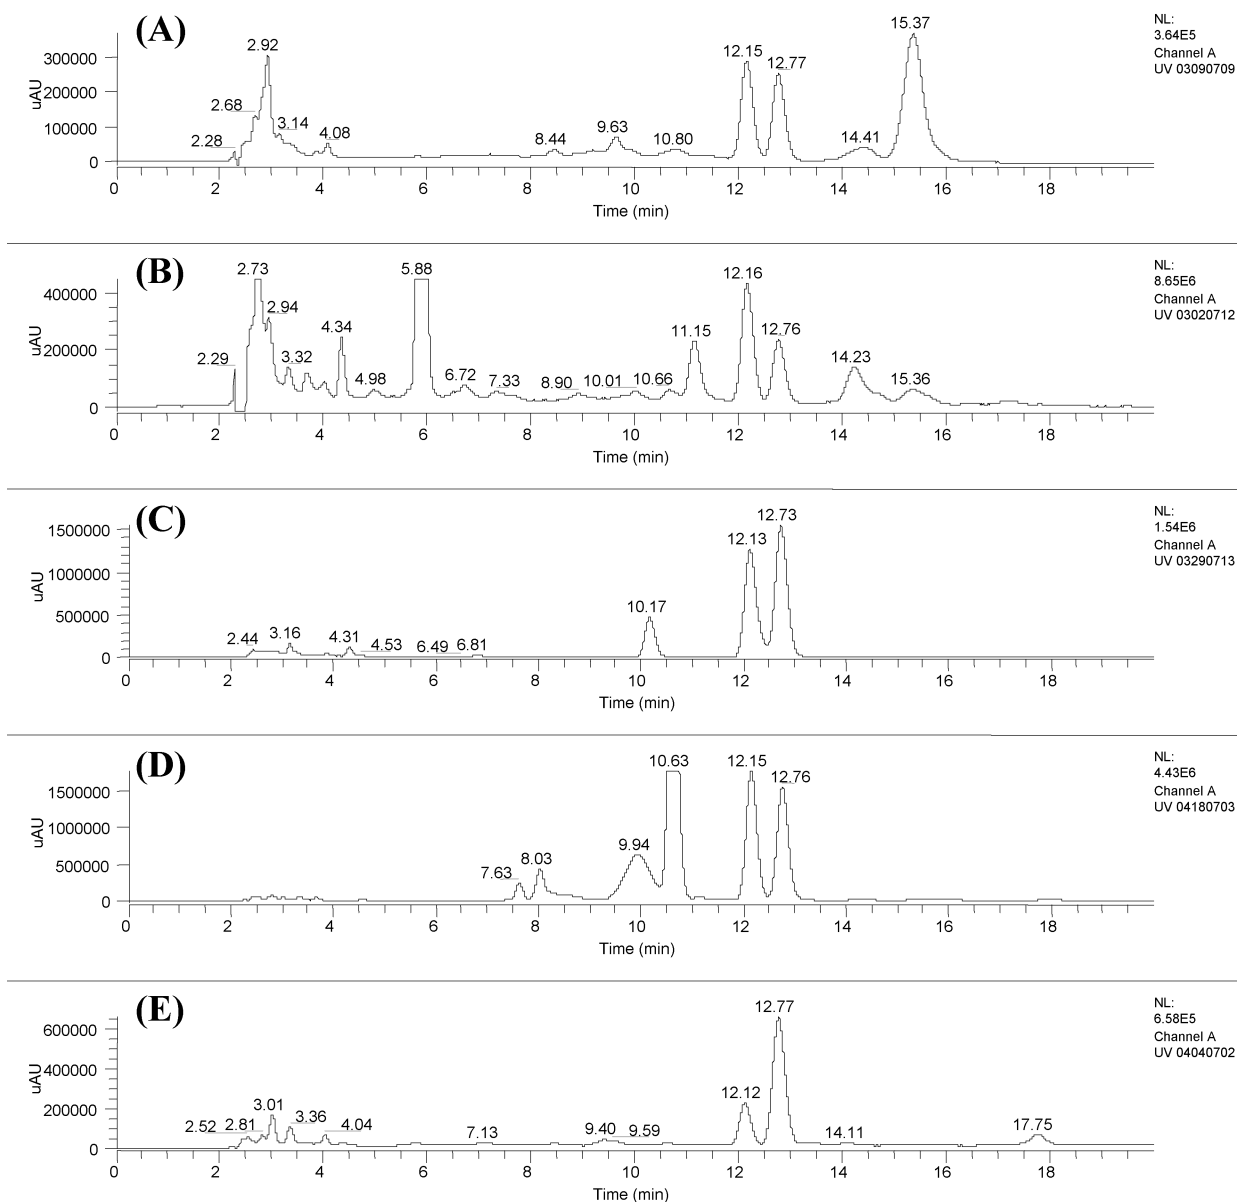 (A)
NL:
3.64E5
Channel A
UV 03090709
uAU
300000
200000
100000
0
2.28
2.68
2.92
3.14
4.08
8.44
9.63
10.80
12.15
12.77
14.41
15.37
0 2 4 6 8 10 12 14 16 18
Time (min)
(B)
NL:
8.65E6
Channel A
UV 03020712
uAU
400000
200000
0
2.29
2.73
2.94
3.32
4.34
4.98
5.88
6.72
7.33
8.90
10.01
10.66
11.15
12.16
12.76
14.23
15.36
0 2 4 6 8 10 12 14 16 18
Time (min)
(C)
NL:
1.54E6
Channel A
UV 03290713
uAU
1500000
1000000
500000
0
2.44
3.16
4.31
4.53
6.49
6.81
10.17
12.13
12.73
0 2 4 6 8 10 12 14 16 18
Time (min)
(D)
NL:
4.43E6
Channel A
UV 04180703
uAU
1500000
1000000
500000
0
7.63
8.03
9.94
10.63
12.15
12.76
0 2 4 6 8 10 12 14 16 18
Time (min)
(E)
NL:
6.58E5
Channel A
UV 04040702
uAU
600000
400000
200000
0
2.52
2.81
3.01
3.36
4.04
7.13
9.40
9.59
12.12
12.77
14.11
17.75
0 2 4 6 8 10 12 14 16 18
Time (min)